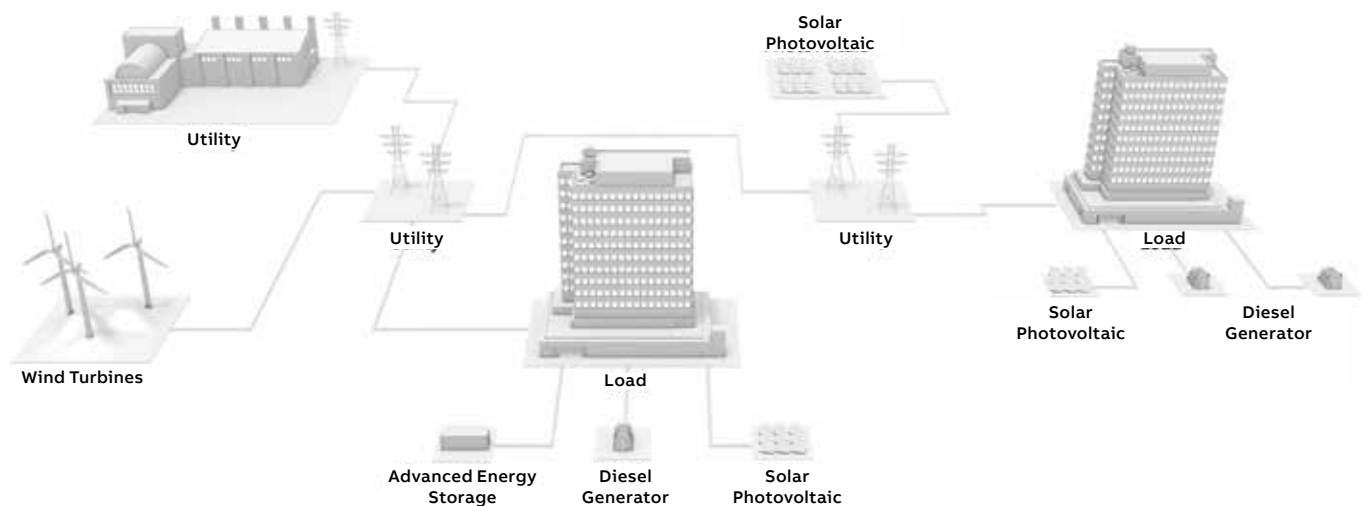 Solar
Photovoltaic
Utility
Utility
Utility
Load
Solar
Photovoltaic
Diesel
Generator
Wind Turbines
Load
Advanced Energy
Storage
Diesel
Generator
Solar
Photovoltaic